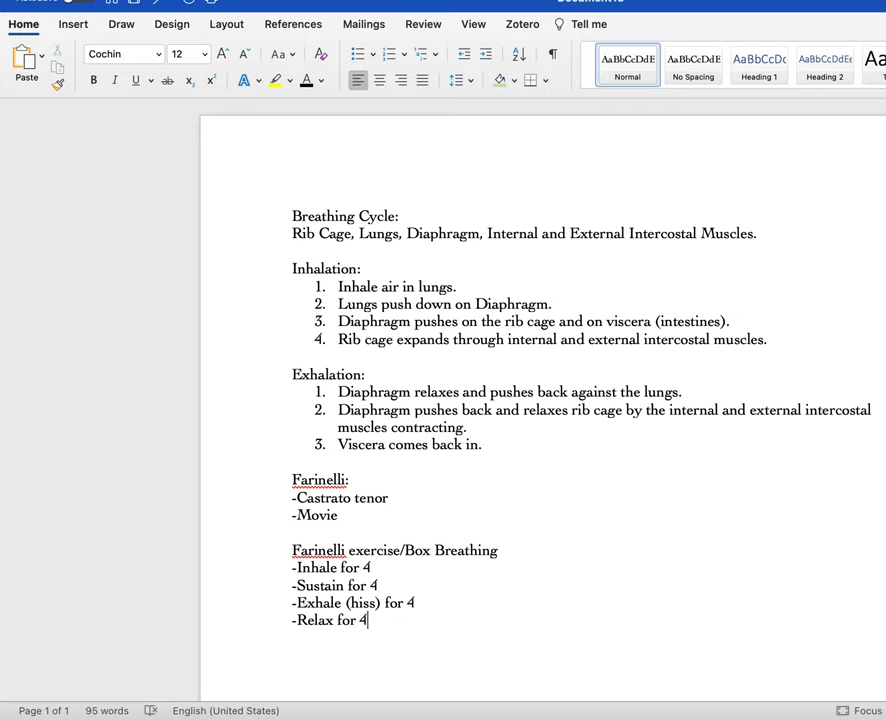 Home Insert Draw Design Layout References Mailings Review View Zotero Tell me
Paste
Cochin 12 A A Aa A
B I U ab x₂ x² A A
AaBbCcDdE AaBbCcDdE AaBbCcDc AaBbCcDdEe
Normal No Spacing Heading 1 Heading 2
Breathing Cycle:
Rib Cage, Lungs, Diaphragm, Internal and External Intercostal Muscles.
Inhalation:
1. Inhale air in lungs.
2. Lungs push down on Diaphragm.
3. Diaphragm pushes on the rib cage and on viscera (intestines).
4. Rib cage expands through internal and external intercostal muscles.
Exhalation:
1. Diaphragm relaxes and pushes back against the lungs.
2. Diaphragm pushes back and relaxes rib cage by the internal and external intercostal
muscles contracting.
3. Viscera comes back in.
Farinelli:
-Castrato tenor
-Movie
Farinelli exercise/Box Breathing
-Inhale for 4
-Sustain for 4
-Exhale (hiss) for 4
-Relax for 4
Page 1 of 1 95 words English (United States) Focus